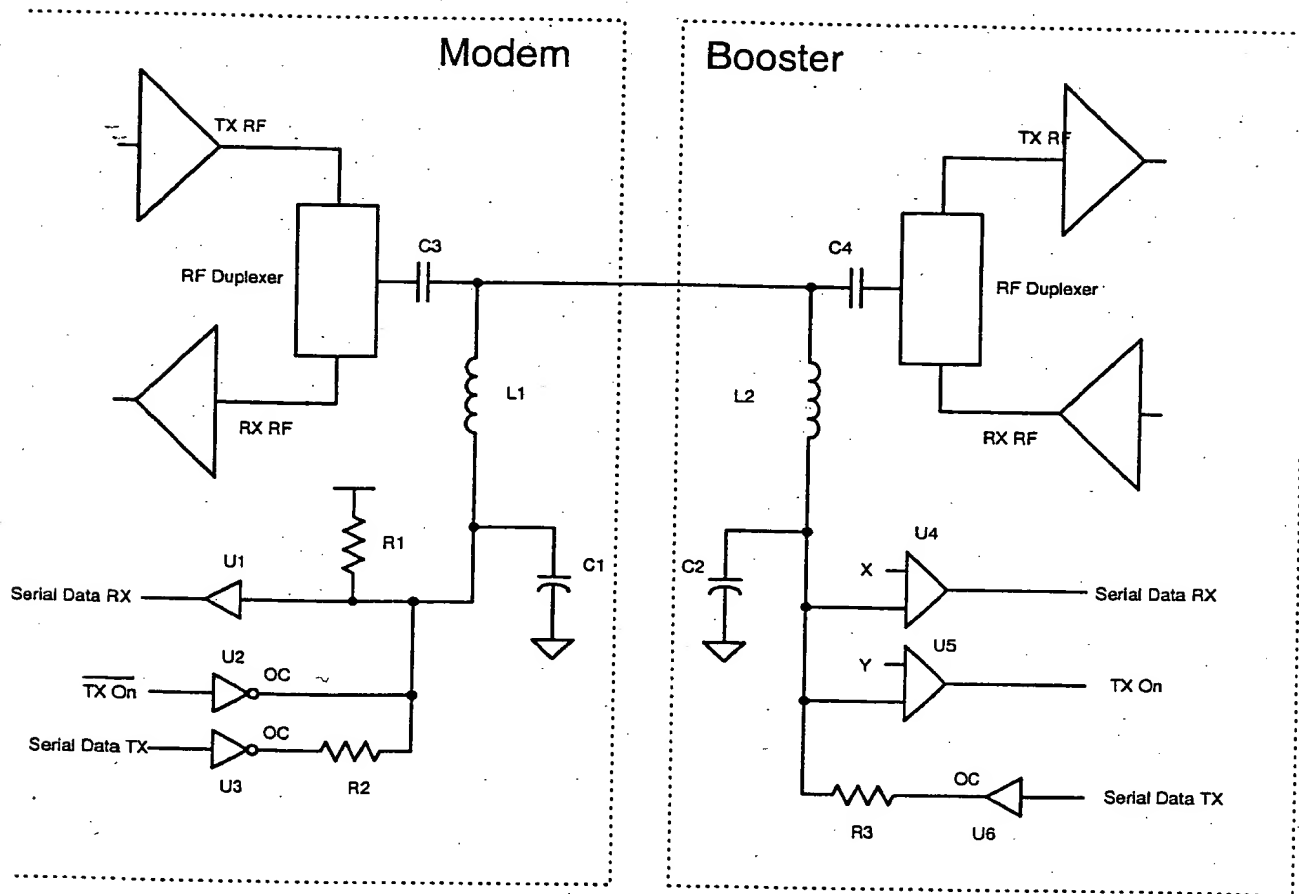 Modem
Booster
TX RF
TX RF
C3
C4
RF Duplexer
RF Duplexer
L1
L2
RX RF
RX RF
R1
U1
C1
C2
U4
X
Serial Data RX
Serial Data RX
U2
OC
U5
Y
TX On
TX On
OC
Serial Data TX
U3
R2
OC
Serial Data TX
R3
U6